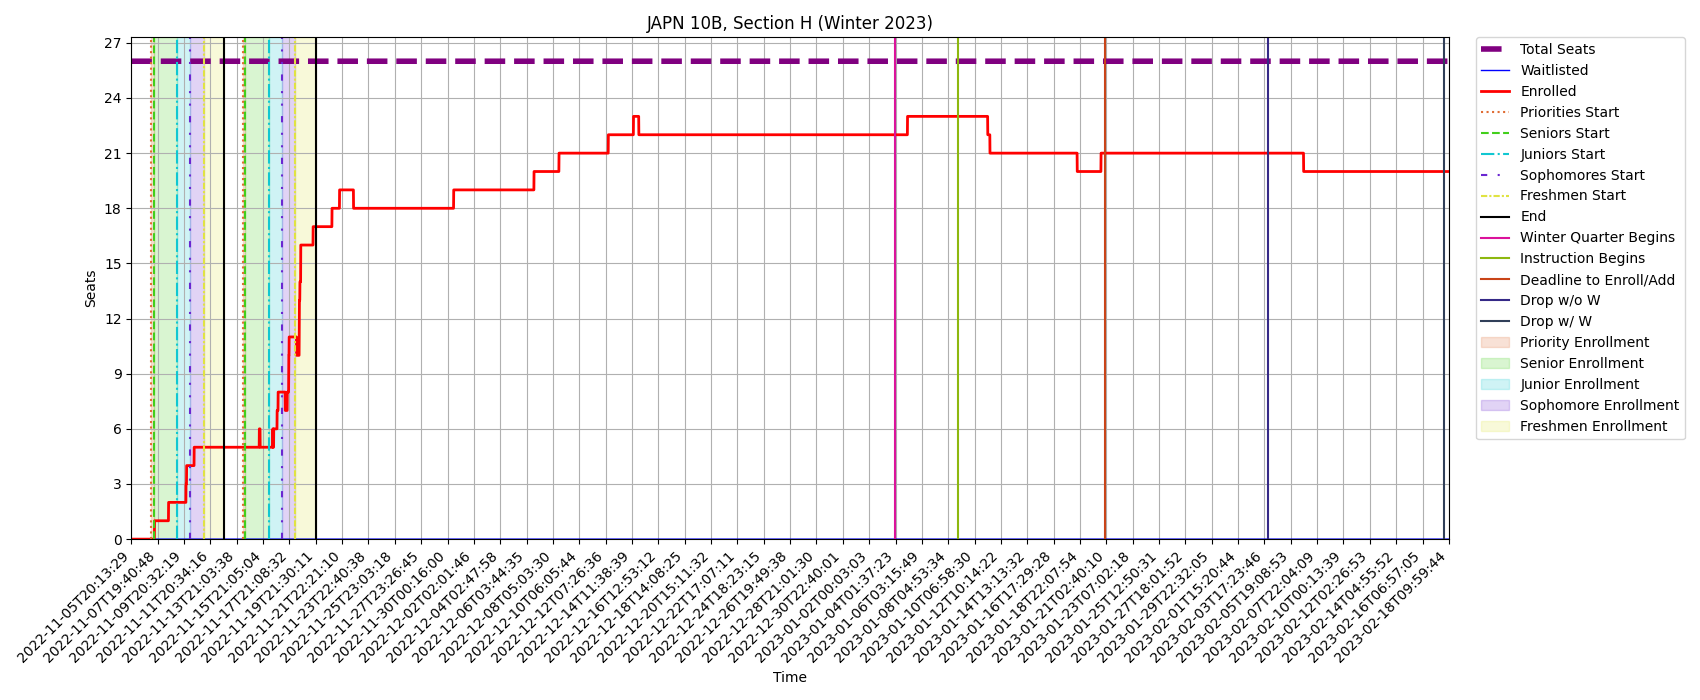 JAPN 10B, Section H (Winter 2023)
Seats
27
24
21
18
15
12
9
6
3
0
2022-11-05T20:13:29
2022-11-07T19:40:48
2022-11-09T20:32:19
2022-11-11T20:34:16
2022-11-13T21:03:38
2022-11-15T21:05:04
2022-11-17T21:08:32
2022-11-19T21:30:11
2022-11-21T22:21:10
2022-11-23T22:40:38
2022-11-25T23:03:18
2022-11-27T23:26:45
2022-11-30T00:16:00
2022-12-02T02:01:46
2022-12-04T02:47:58
2022-12-06T03:44:35
2022-12-08T05:03:30
2022-12-10T06:05:44
2022-12-12T07:26:36
2022-12-14T11:38:39
2022-12-16T12:53:12
2022-12-18T14:08:25
2022-12-20T15:11:32
2022-12-22T17:07:11
2022-12-24T18:23:15
2022-12-26T19:49:38
2022-12-28T21:01:30
2022-12-30T22:40:01
2023-01-02T00:03:03
2023-01-04T01:37:23
2023-01-06T03:15:49
2023-01-08T04:53:34
2023-01-10T06:58:30
2023-01-12T10:14:22
2023-01-14T13:13:32
2023-01-16T17:29:28
2023-01-18T22:07:54
2023-01-21T02:40:10
2023-01-23T07:02:18
2023-01-25T12:50:31
2023-01-27T18:01:52
2023-01-29T22:32:05
2023-02-01T15:20:44
2023-02-03T17:23:46
2023-02-05T19:08:53
2023-02-07T22:04:09
2023-02-10T00:13:39
2023-02-12T02:26:53
2023-02-14T04:55:52
2023-02-16T06:57:05
2023-02-18T09:59:44
Time
Total Seats
Waitlisted
Enrolled
Priorities Start
Seniors Start
Juniors Start
Sophomores Start
Freshmen Start
End
Winter Quarter Begins
Instruction Begins
Deadline to Enroll/Add
Drop w/o W
Drop w/ W
Priority Enrollment
Senior Enrollment
Junior Enrollment
Sophomore Enrollment
Freshmen Enrollment